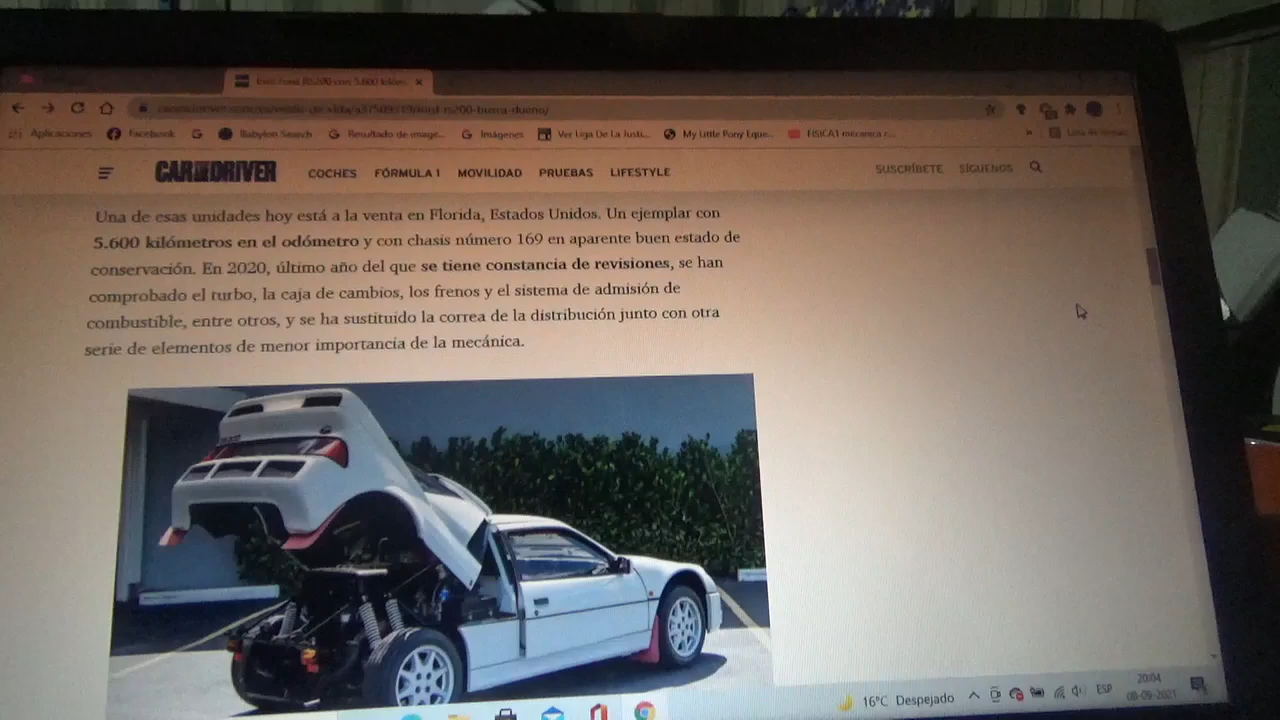 Aplicaciones Facebook G Babylon Search Resultado de image... Imágenes Ver Liga De La Justi... My Little Pony Eque... FISICA1 mecanica r...
CAR AND DRIVER COCHES FÓRMULA 1 MOVILIDAD PRUEBAS LIFESTYLE SUSCRÍBETE SÍGUENOS
Una de esas unidades hoy está a la venta en Florida, Estados Unidos. Un ejemplar con
5.600 kilómetros en el odómetro y con chasis número 169 en aparente buen estado de
conservación. En 2020, último año del que se tiene constancia de revisiones, se han
comprobado el turbo, la caja de cambios, los frenos y el sistema de admisión de
combustible, entre otros, y se ha sustituido la correa de la distribución junto con otra
serie de elementos de menor importancia de la mecánica.
16°C Despejado ESP 20:04
08-09-2021